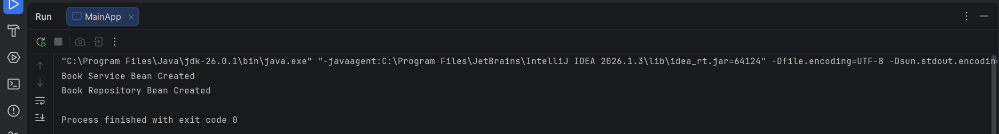 Run MainApp
"C:\Program Files\Java\jdk-26.0.1\bin\java.exe" "-javaagent:C:\Program Files\JetBrains\IntelliJ IDEA 2026.1.3\lib\idea_rt.jar=64124" -Dfile.encoding=UTF-8 -Dsun.stdout.encoding
Book Service Bean Created
Book Repository Bean Created
Process finished with exit code 0